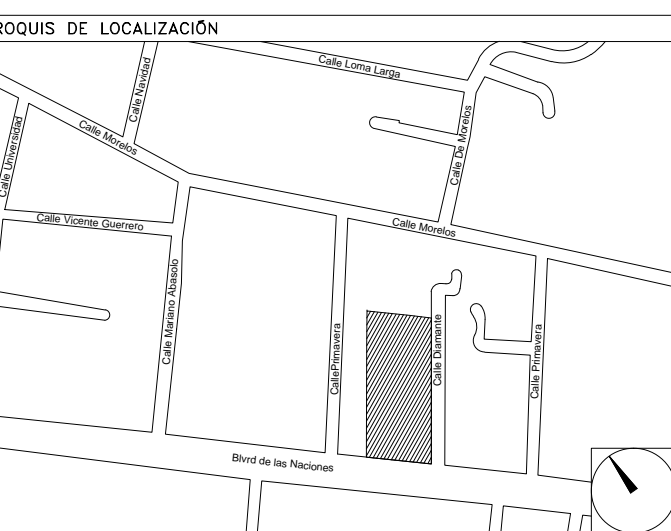 ROQUIS DE LOCALIZACIÓN
Calle Loma Larga
Calle Navidad
Calle Morelos
Calle De Morelos
Calle Universidad
Calle Vicente Guerrero
Calle Morelos
Calle Mariano Abasolo
CallePrimavera
Calle Diamante
Calle Primavera
Blvrd de las Naciones